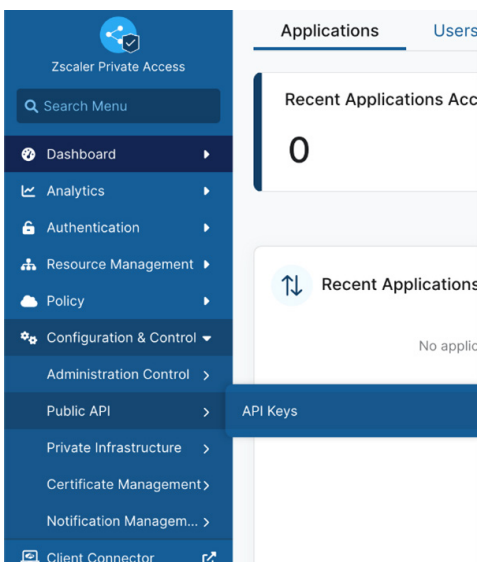 Zscaler Private Access
Search Menu
Dashboard
Analytics
Authentication
Resource Management
Policy
Configuration & Control
Administration Control
Public API
Private Infrastructure
Certificate Management
Notification Managem...
Client Connector
API Keys
Applications
Users
Recent Applications Acc
0
Recent Applications
No applic